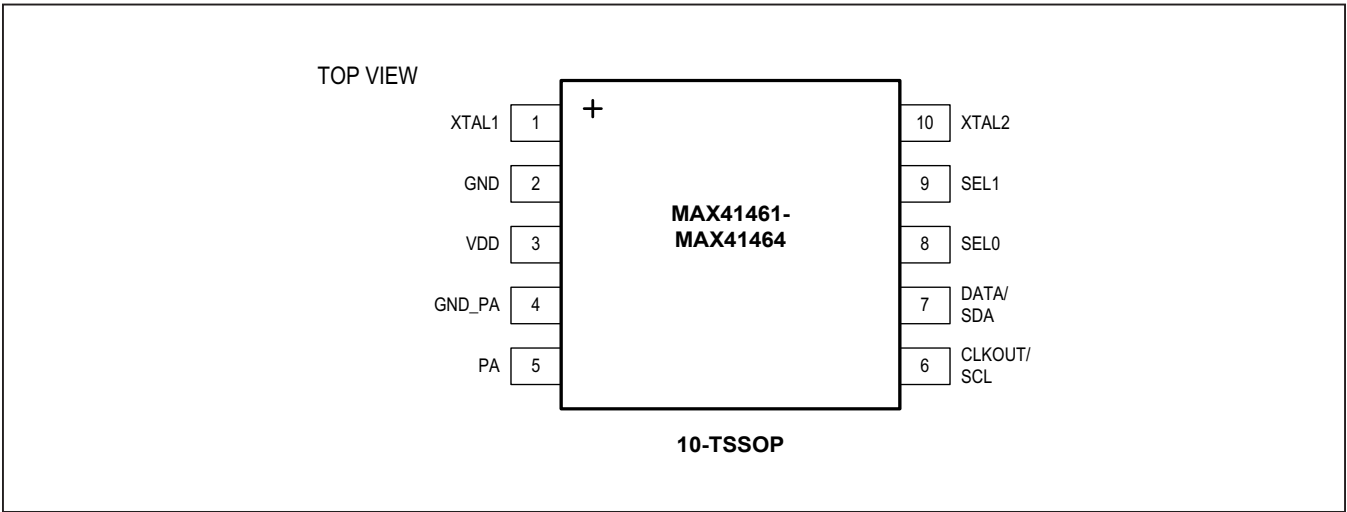 TOP VIEW
+
XTAL1 1
10 XTAL2
GND 2
9 SEL1
MAX41461-
MAX41464
VDD 3
8 SEL0
GND_PA 4
7 DATA/
SDA
PA 5
6 CLKOUT/
SCL
10-TSSOP